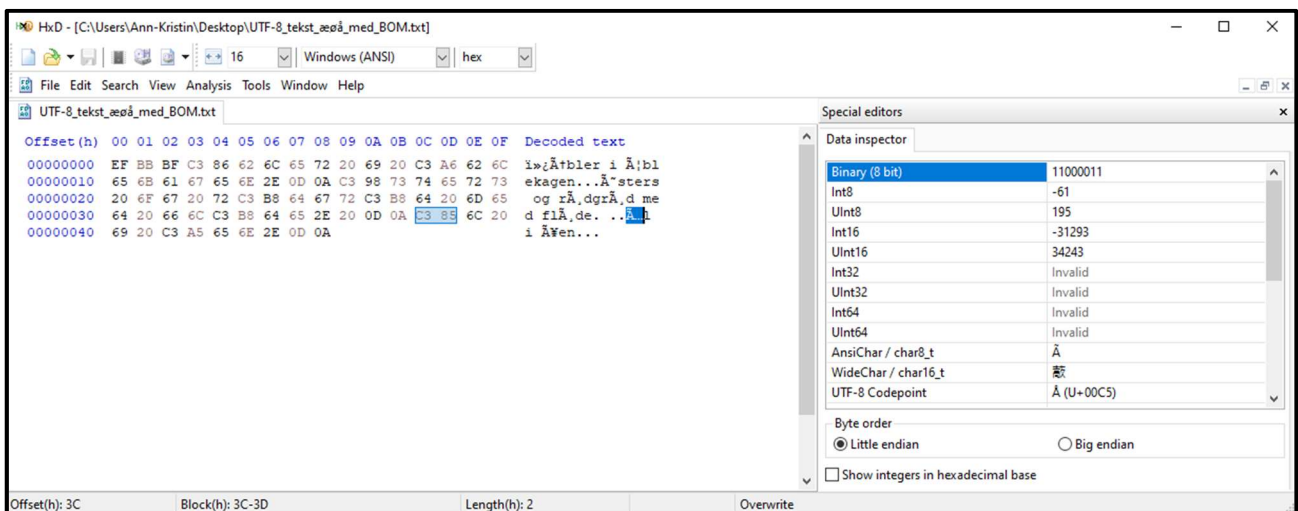 HxD - [C:\Users\Ann-Kristin\Desktop\UTF-8_tekst_æøå_med_BOM.txt]
16 Windows (ANSI) hex
File Edit Search View Analysis Tools Window Help
UTF-8_tekst_æøå_med_BOM.txt
Offset(h) 00 01 02 03 04 05 06 07 08 09 0A 0B 0C 0D 0E 0F Decoded text
00000000 EF BB BF C3 86 62 6C 65 72 20 69 20 C3 A6 62 6C ï»¿Ã†bler i Ã¦bl
00000010 65 6B 61 67 65 6E 2E 0D 0A C3 98 73 74 65 72 73 ekagen...Ã˜sters
00000020 20 6F 67 20 72 C3 B8 64 67 72 C3 B8 64 20 6D 65 og rÃ¸dgrÃ¸d me
00000030 64 20 66 6C C3 B8 64 65 2E 20 0D 0A C3 85 6C 20 d flÃ¸de. ..Ã…l
00000040 69 20 C3 A5 65 6E 2E 0D 0A i Ã¥en...
Special editors
Data inspector
Binary (8 bit) 11000011
Int8 -61
UInt8 195
Int16 -31293
UInt16 34243
Int32 Invalid
UInt32 Invalid
Int64 Invalid
UInt64 Invalid
AnsiChar / char8_t Ã
WideChar / char16_t
UTF-8 Codepoint Å (U+00C5)
Byte order
Little endian Big endian
Show integers in hexadecimal base
Offset(h): 3C Block(h): 3C-3D Length(h): 2 Overwrite